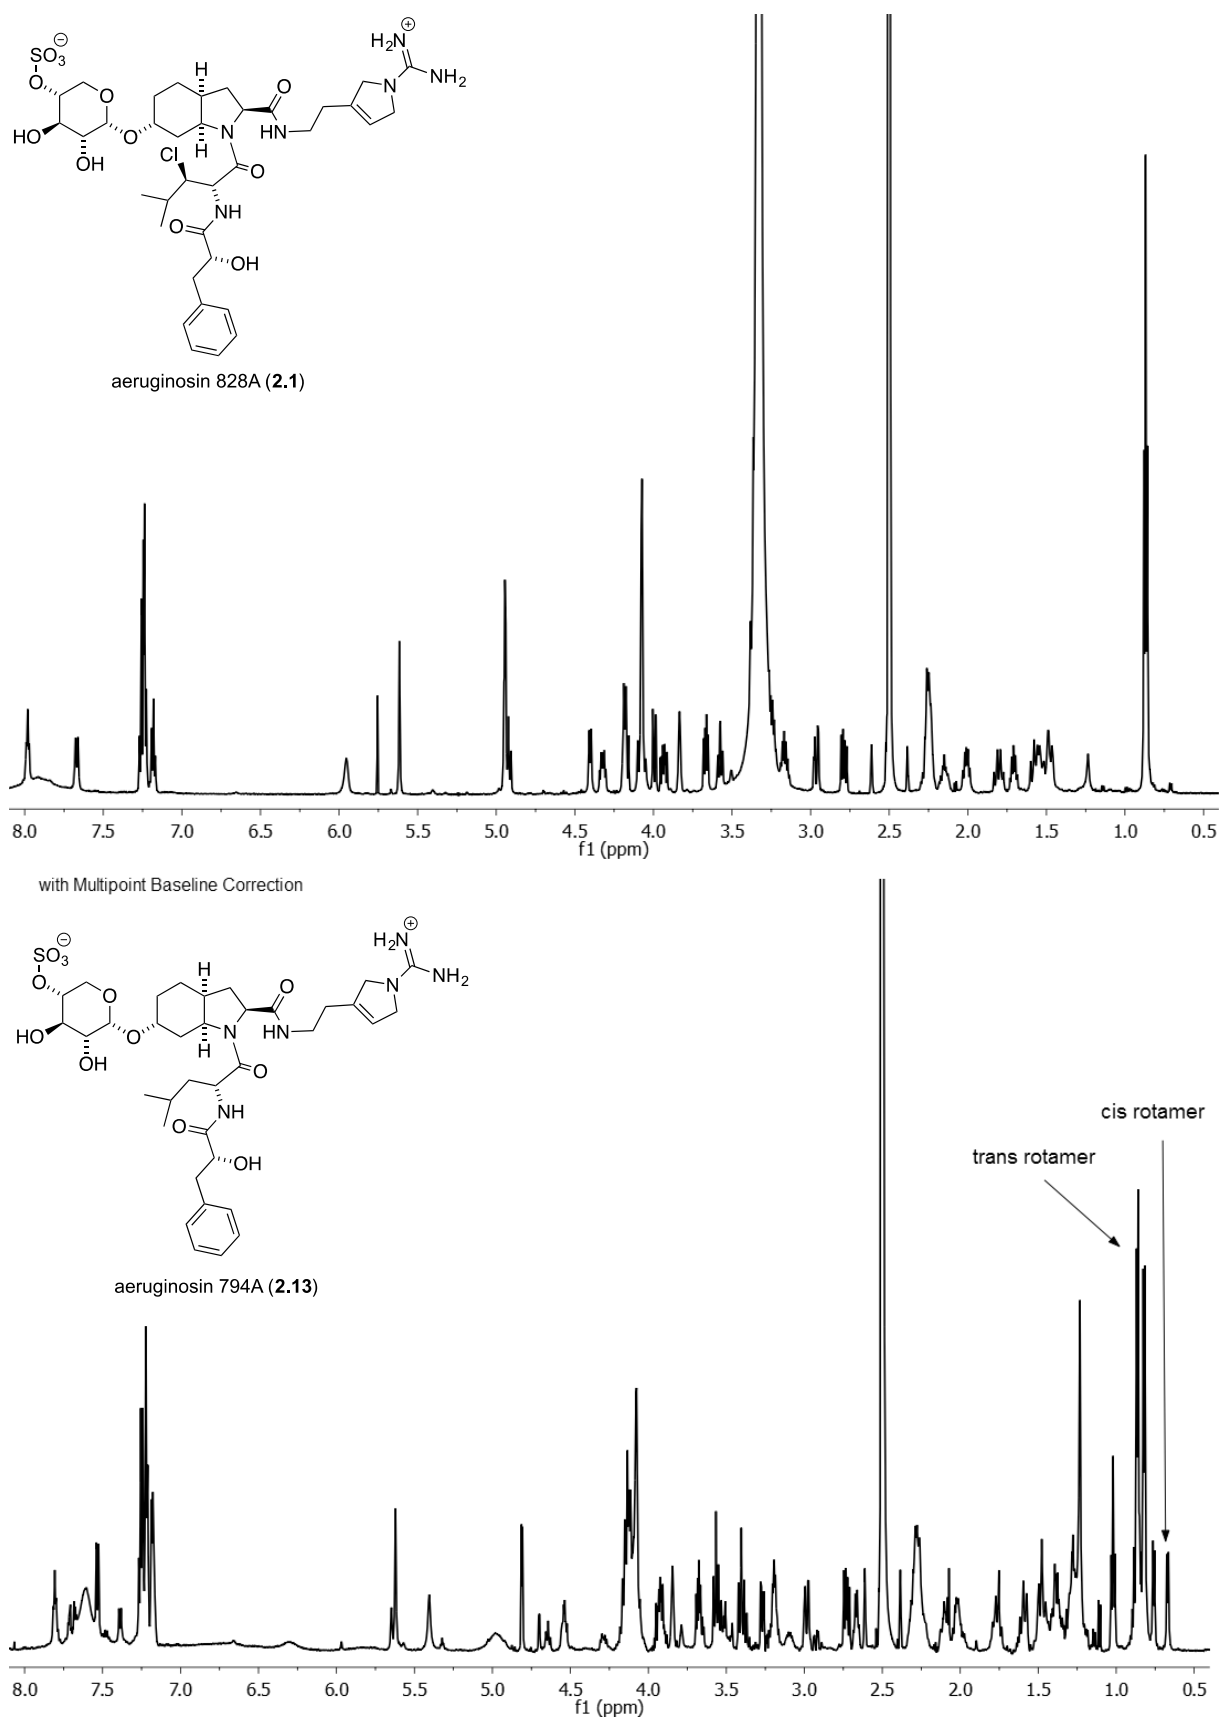 ⊖
SO3
O
O
HO
OH
O
H
H
N
O
HN
⊕
H2N
NH2
N
Cl
O
NH
O
OH
aeruginosin 828A (2.1)
8.0 7.5 7.0 6.5 6.0 5.5 5.0 4.5 4.0 3.5 3.0 2.5 2.0 1.5 1.0 0.5
f1 (ppm)
with Multipoint Baseline Correction
⊖
SO3
O
O
HO
OH
O
H
H
N
O
HN
⊕
H2N
NH2
N
O
NH
O
OH
aeruginosin 794A (2.13)
cis rotamer
trans rotamer
8.0 7.5 7.0 6.5 6.0 5.5 5.0 4.5 4.0 3.5 3.0 2.5 2.0 1.5 1.0 0.5
f1 (ppm)